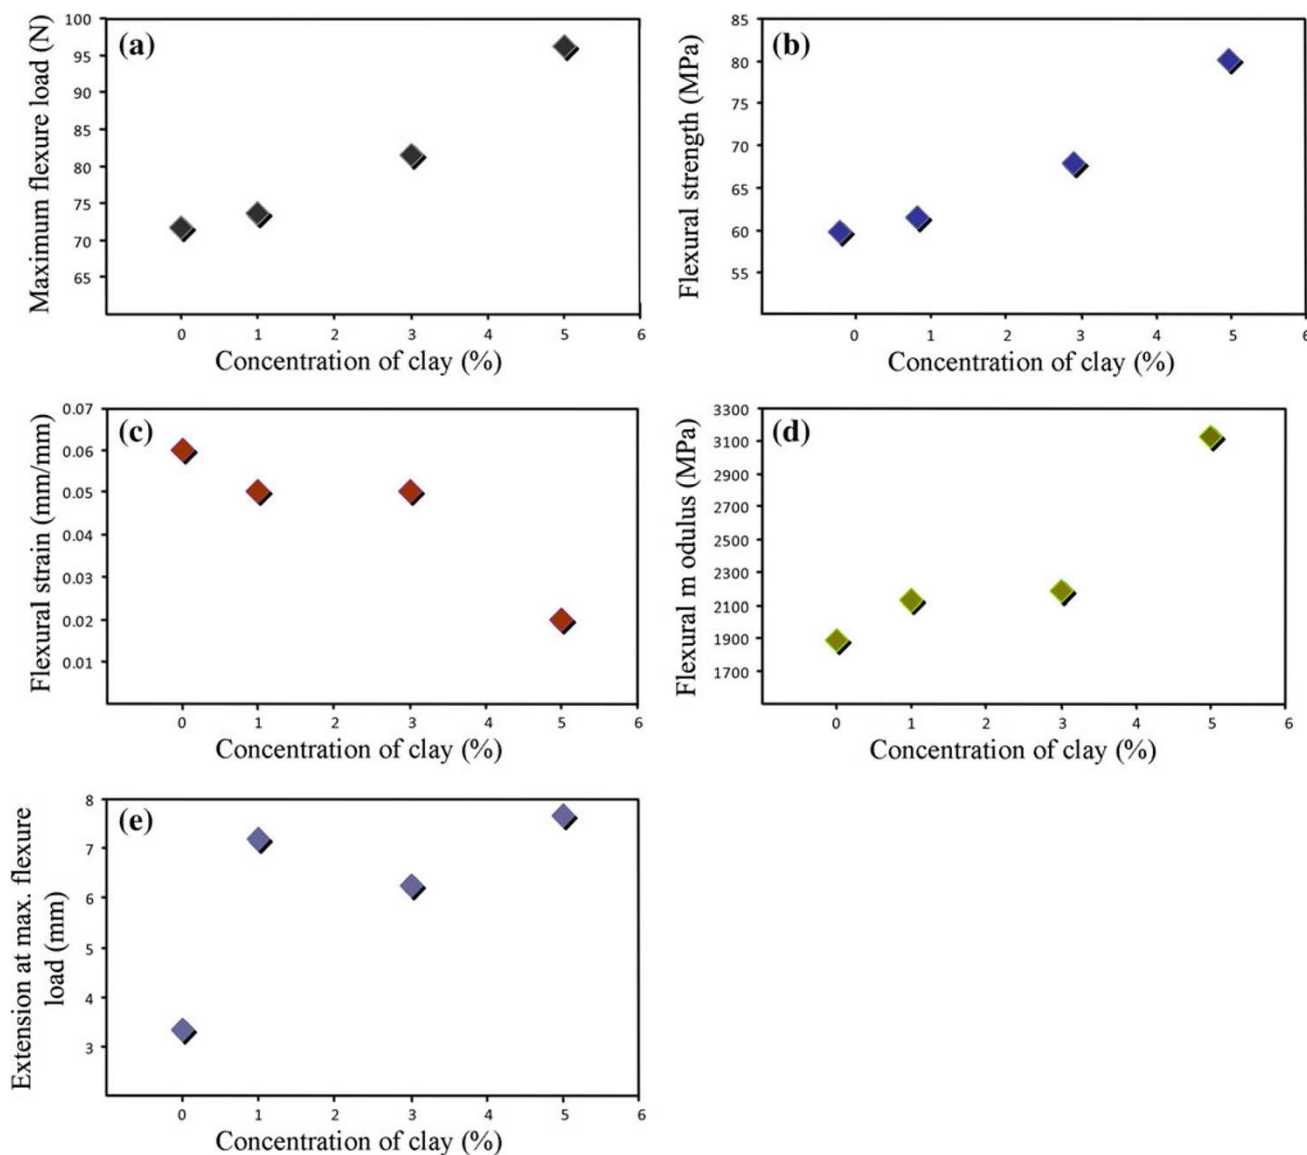 (a)
Maximum flexure load (N)
100
95
90
85
80
75
70
65
0 1 2 3 4 5 6
Concentration of clay (%)
(b)
Flexural strength (MPa)
85
80
75
70
65
60
55
0 1 2 3 4 5 6
Concentration of clay (%)
(c)
Flexural strain (mm/mm)
0.07
0.06
0.05
0.04
0.03
0.02
0.01
0 1 2 3 4 5 6
Concentration of clay (%)
(d)
Flexural m odulus (MPa)
3300
3100
2900
2700
2500
2300
2100
1900
1700
0 1 2 3 4 5 6
Concentration of clay (%)
(e)
Extension at max. flexure
load (mm)
8
7
6
5
4
3
0 1 2 3 4 5 6
Concentration of clay (%)